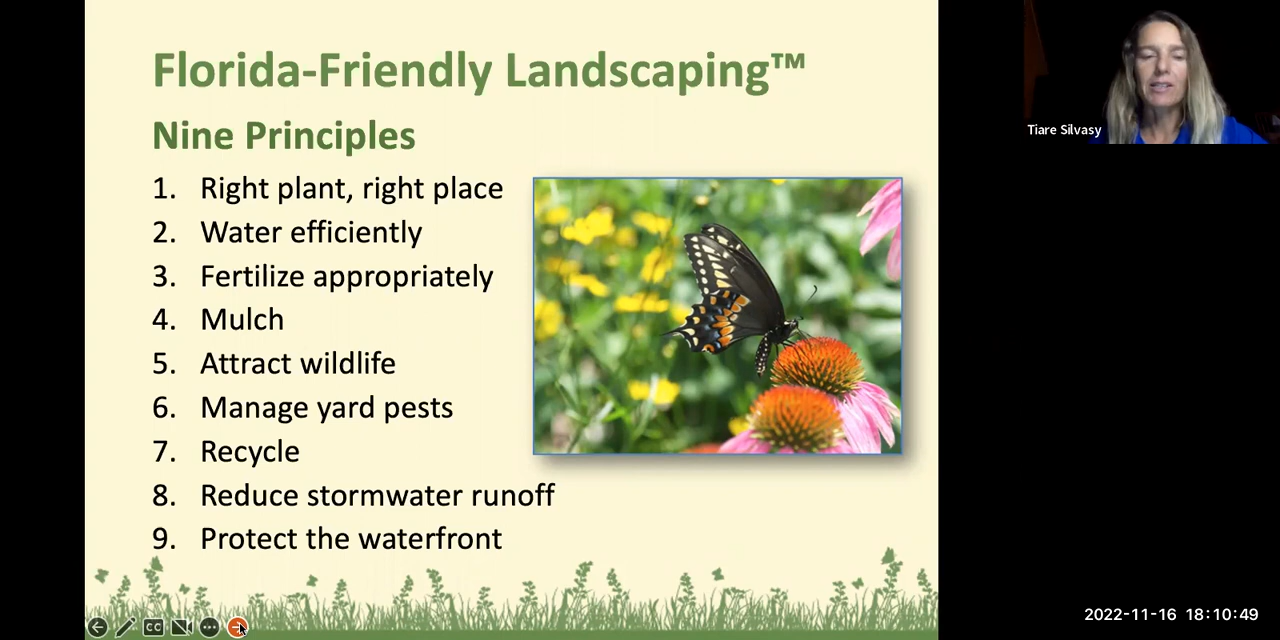 Florida-Friendly Landscaping™
Nine Principles
1. Right plant, right place
2. Water efficiently
3. Fertilize appropriately
4. Mulch
5. Attract wildlife
6. Manage yard pests
7. Recycle
8. Reduce stormwater runoff
9. Protect the waterfront
CC
Tiare Silvasy
2022-11-16 18:10:49